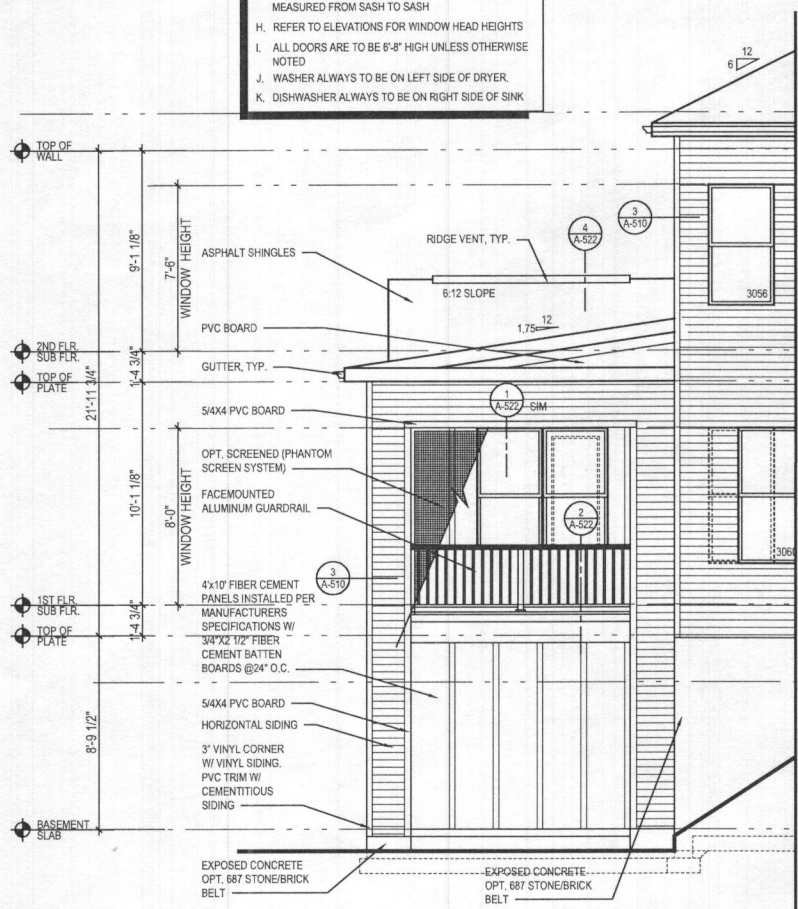 MEASURED FROM SASH TO SASH
H. REFER TO ELEVATIONS FOR WINDOW HEAD HEIGHTS
I. ALL DOORS ARE TO BE 6'-8" HIGH UNLESS OTHERWISE
NOTED
J. WASHER ALWAYS TO BE ON LEFT SIDE OF DRYER.
K. DISHWASHER ALWAYS TO BE ON RIGHT SIDE OF SINK
12
6
TOP OF
WALL
9'-1 1/8"
7'-6"
WINDOW HEIGHT
ASPHALT SHINGLES
RIDGE VENT, TYP.
4
A-522
3
A-510
6:12 SLOPE
3056
12
1.75
PVC BOARD
2ND FLR.
SUB FLR.
1'-4 3/4"
GUTTER, TYP.
TOP OF
PLATE
21'-11 3/4"
5/4X4 PVC BOARD
1
A-522
SIM
10'-1 1/8"
8'-0"
WINDOW HEIGHT
OPT. SCREENED (PHANTOM
SCREEN SYSTEM)
FACEMOUNTED
ALUMINUM GUARDRAIL
2
A-522
3060
3
A-510
4'x10' FIBER CEMENT
PANELS INSTALLED PER
MANUFACTURERS
SPECIFICATIONS W/
3/4"X2 1/2" FIBER
CEMENT BATTEN
BOARDS @24" O.C.
1ST FLR.
SUB FLR.
1'-4 3/4"
TOP OF
PLATE
8'-9 1/2"
5/4X4 PVC BOARD
HORIZONTAL SIDING
3" VINYL CORNER
W/ VINYL SIDING.
PVC TRIM W/
CEMENTITIOUS
SIDING
BASEMENT
SLAB
EXPOSED CONCRETE
OPT. 687 STONE/BRICK
BELT
EXPOSED CONCRETE
OPT. 687 STONE/BRICK
BELT